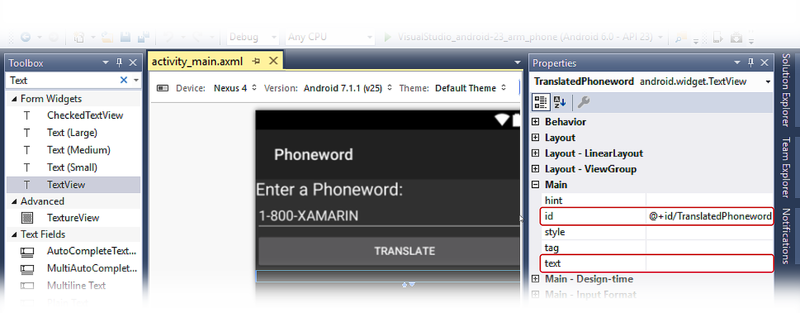 Any CPU
VisualStudio_android-23_arm_phone (Android 6.0 - API 23)
Toolbox
Text
Form Widgets
CheckedTextView
Text (Large)
Text (Medium)
Text (Small)
TextView
Advanced
TextureView
Text Fields
AutoCompleteText...
MultiAutoComplet...
Multiline Text
activity_main.axml
Device: Nexus 4 Version: Android 7.1.1 (v25) Theme: Default Theme
Phoneword
Enter a Phoneword:
1-800-XAMARIN
TRANSLATE
Properties
TranslatedPhoneword android.widget.TextView
Behavior
Layout
Layout - LinearLayout
Layout - ViewGroup
Main
hint
id @+id/TranslatedPhoneword
style
tag
text
Main - Design-time
Main - Input Format
Solution Explorer
Team Explorer
Notifications